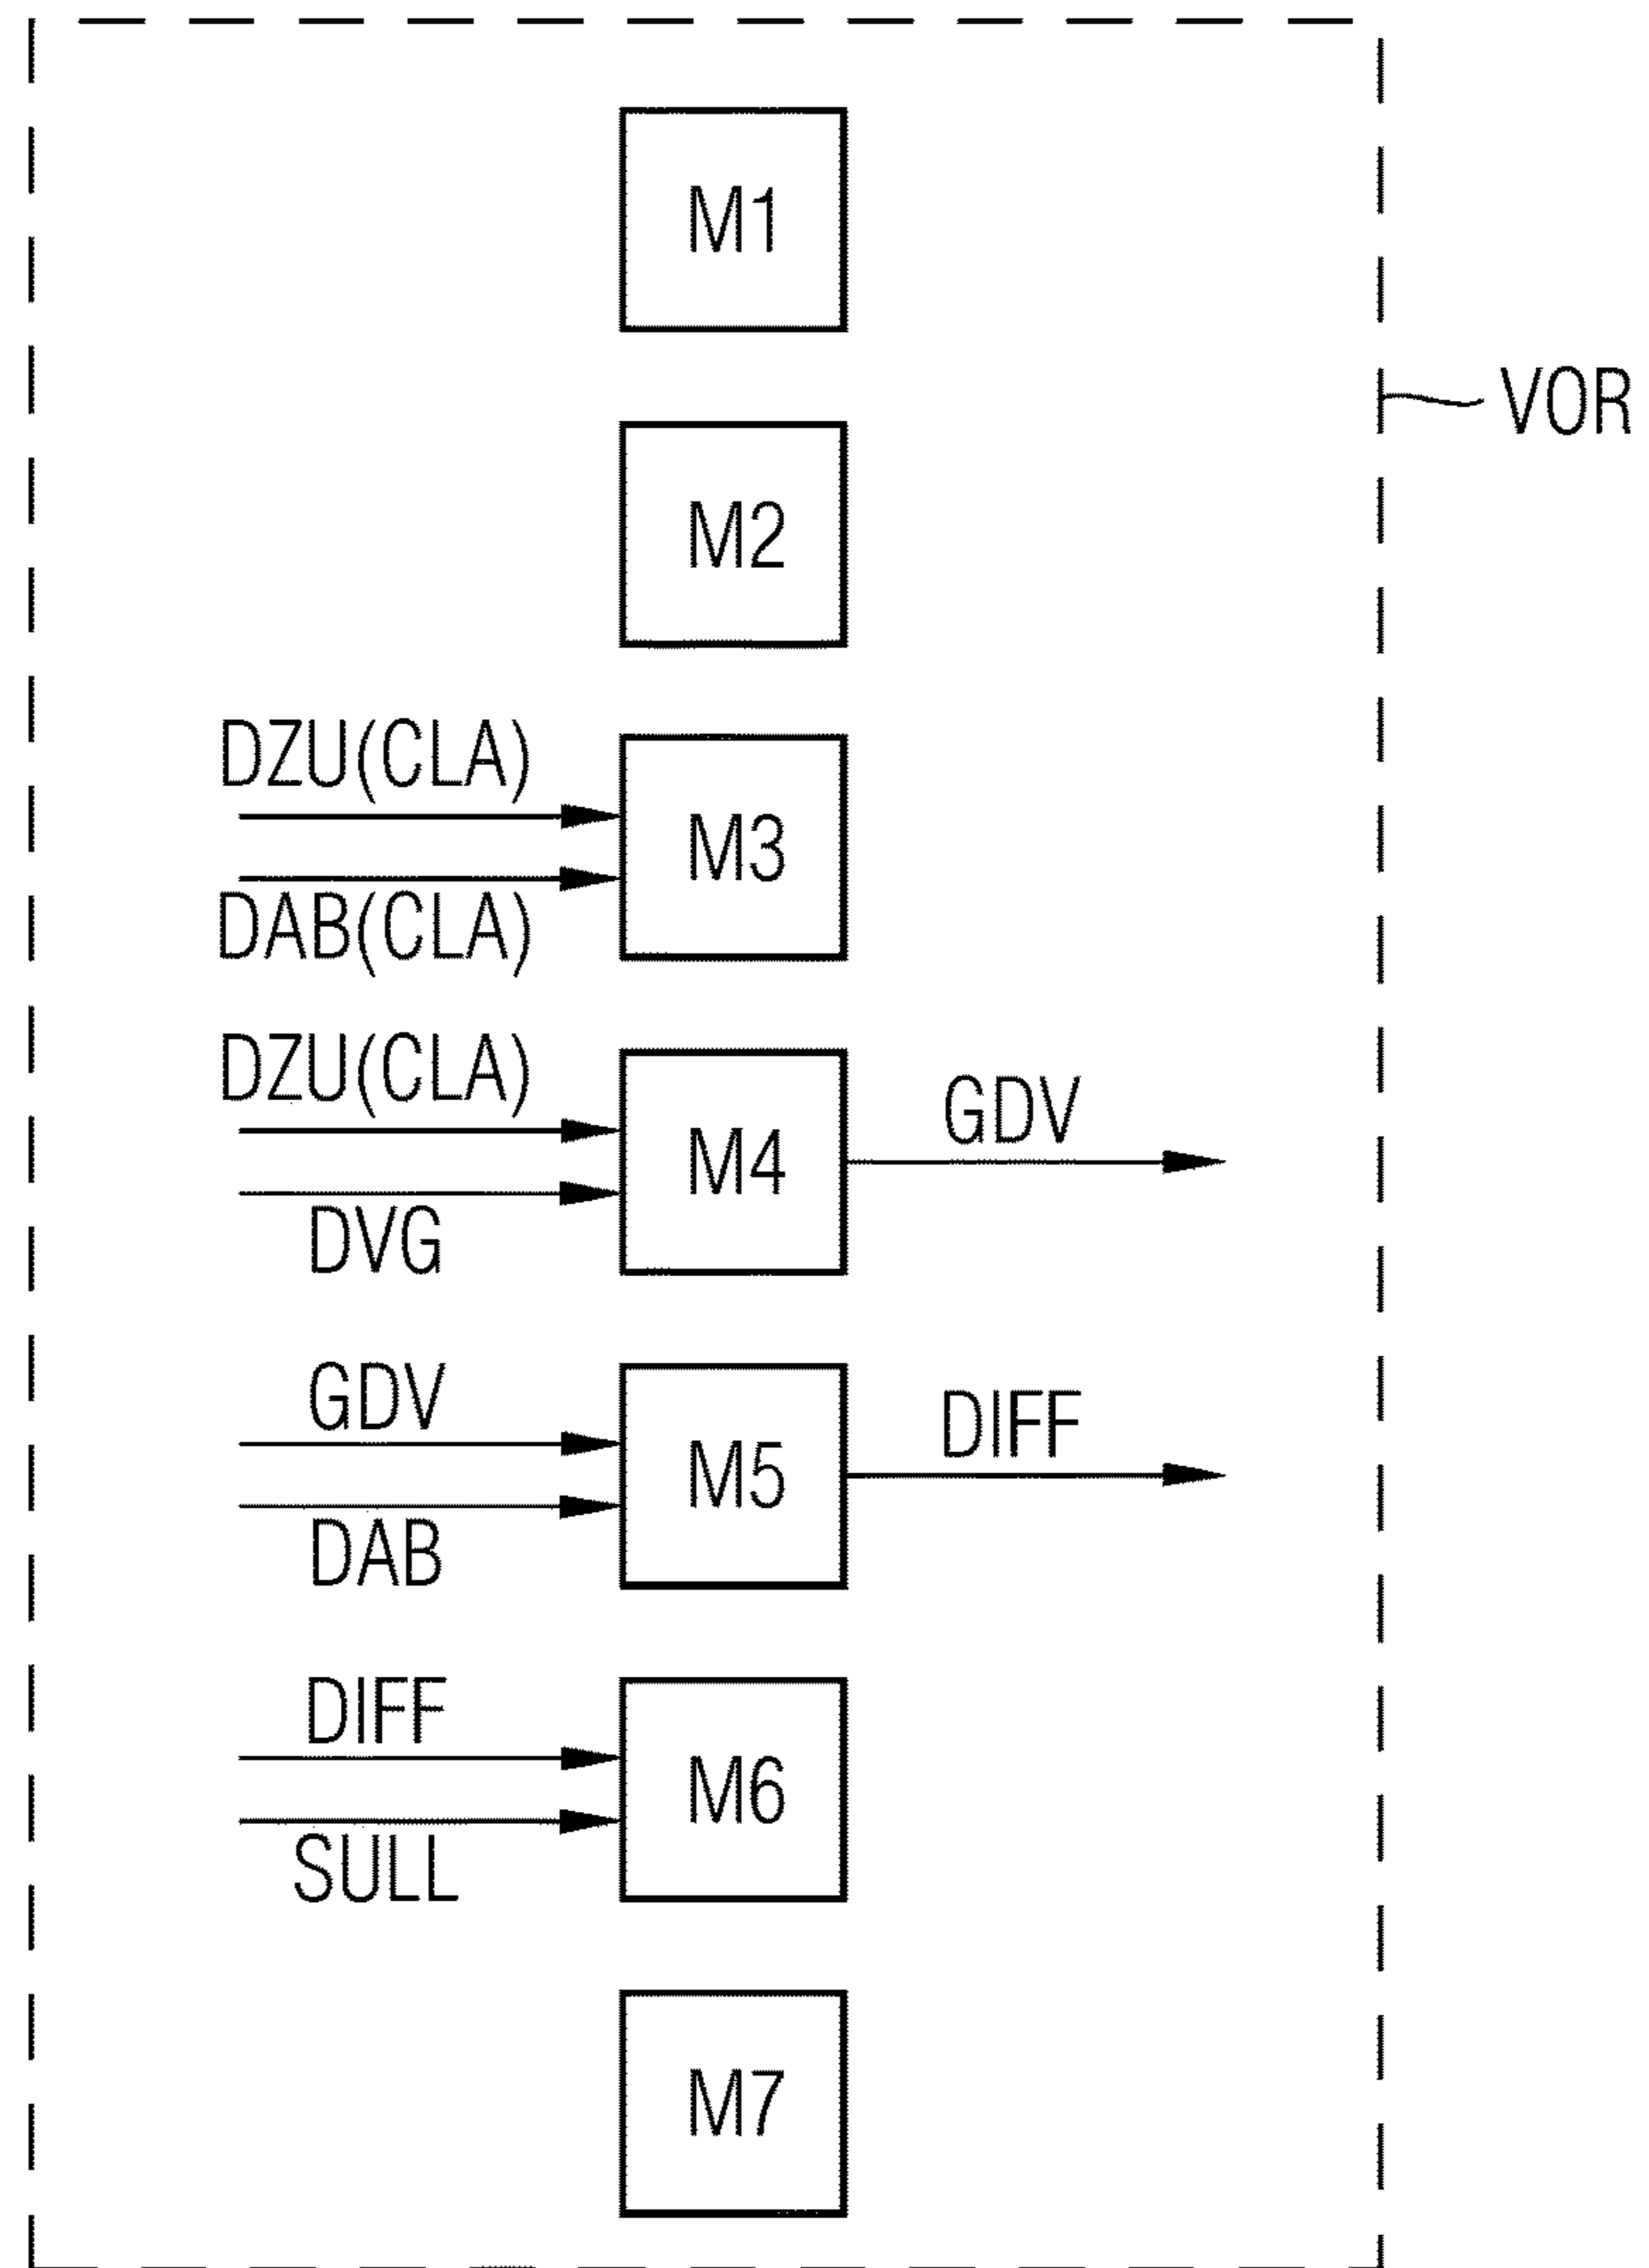 M1
VOR
M2
DZU(CLA)
M3
DAB(CLA)
DZU(CLA)
GDV
M4
DVG
GDV
DIFF
M5
DAB
DIFF
M6
SULL
M7